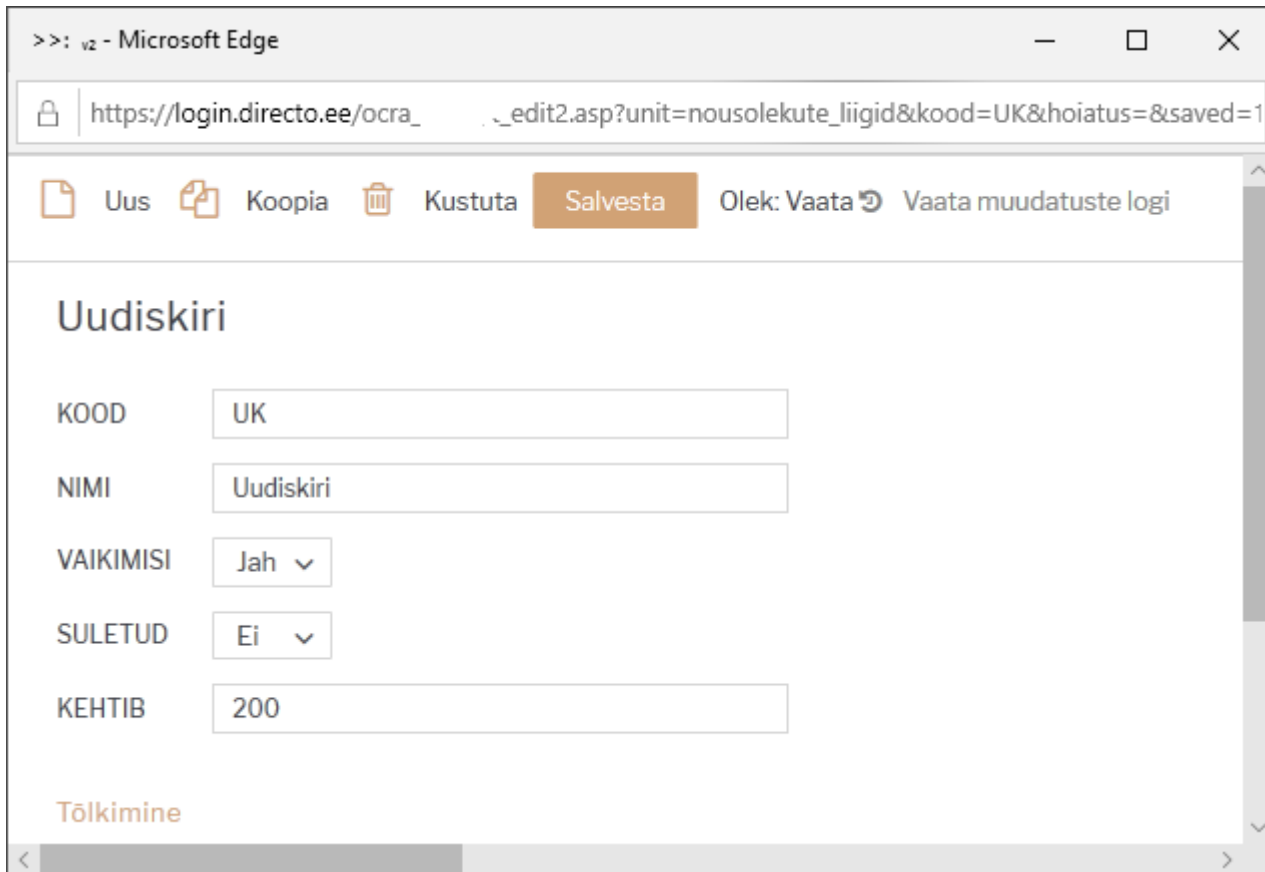 >>: v2 - Microsoft Edge
https://login.directo.ee/ocra_ _edit2.asp?unit=nousolekute_liigid&kood=UK&hoiatus=&saved=1
Uus Koopia Kustuta Salvesta Olek: Vaata Vaata muudatuste logi
Uudiskiri
KOOD UK
NIMI Uudiskiri
VAIKIMISI Jah
SULETUD Ei
KEHTIB 200
Tõlkimine